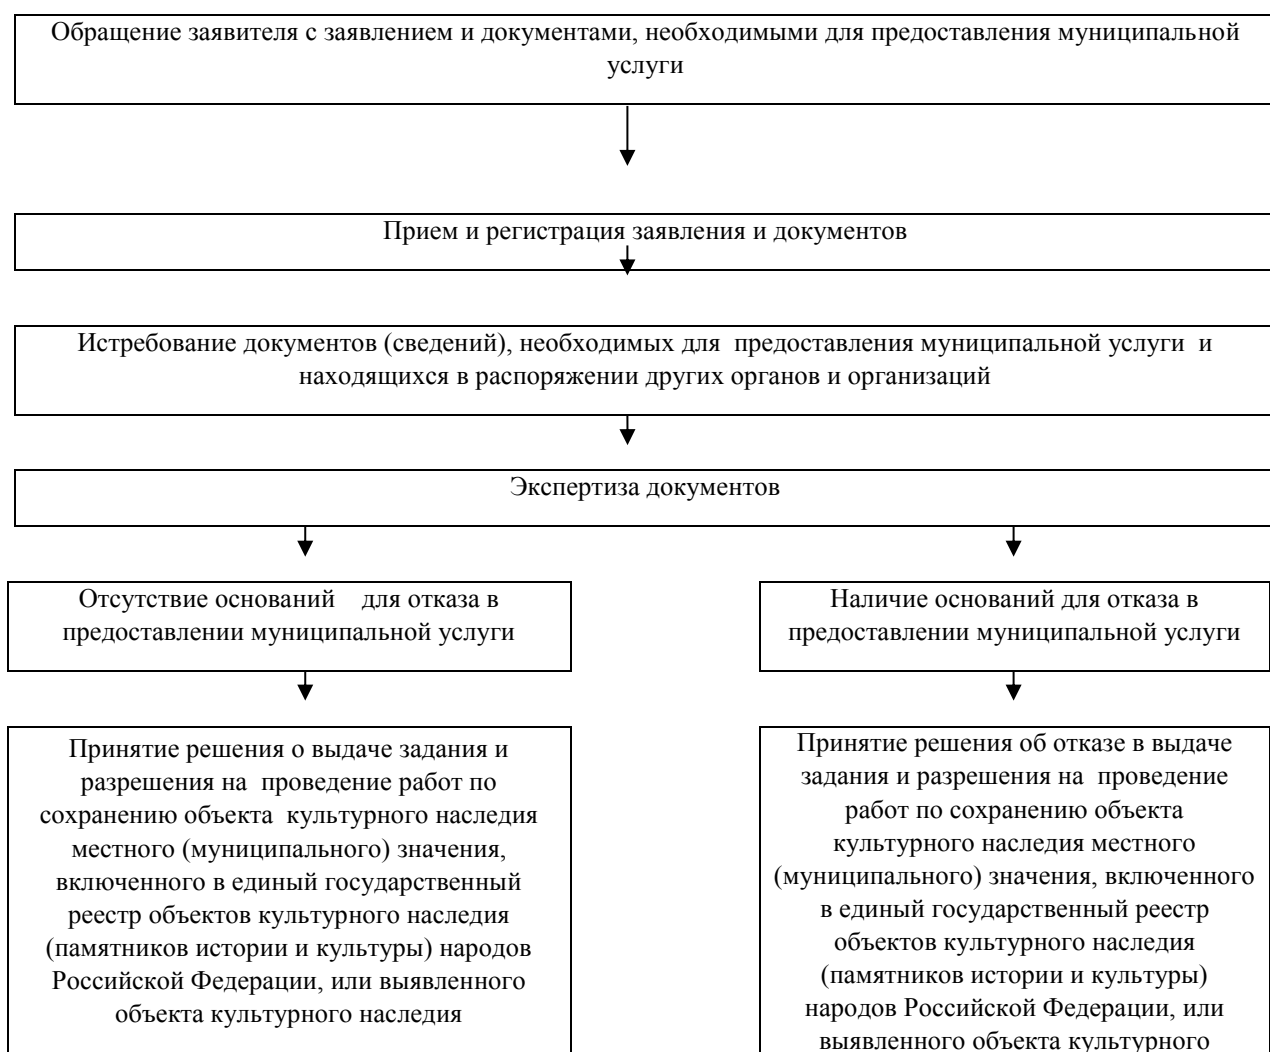 Обращение заявителя с заявлением и документами, необходимыми для предоставления муниципальной
услуги
Прием и регистрация заявления и документов
Истребование документов (сведений), необходимых для предоставления муниципальной услуги и
находящихся в распоряжении других органов и организаций
Экспертиза документов
Отсутствие оснований для отказа в
предоставлении муниципальной услуги
Наличие оснований для отказа в
предоставлении муниципальной услуги
Принятие решения о выдаче задания и
разрешения на проведение работ по
сохранению объекта культурного наследия
местного (муниципального) значения,
включенного в единый государственный
реестр объектов культурного наследия
(памятников истории и культуры) народов
Российской Федерации, или выявленного
объекта культурного наследия
Принятие решения об отказе в выдаче
задания и разрешения на проведение
работ по сохранению объекта
культурного наследия местного
(муниципального) значения, включенного
в единый государственный реестр
объектов культурного наследия
(памятников истории и культуры)
народов Российской Федерации, или
выявленного объекта культурного